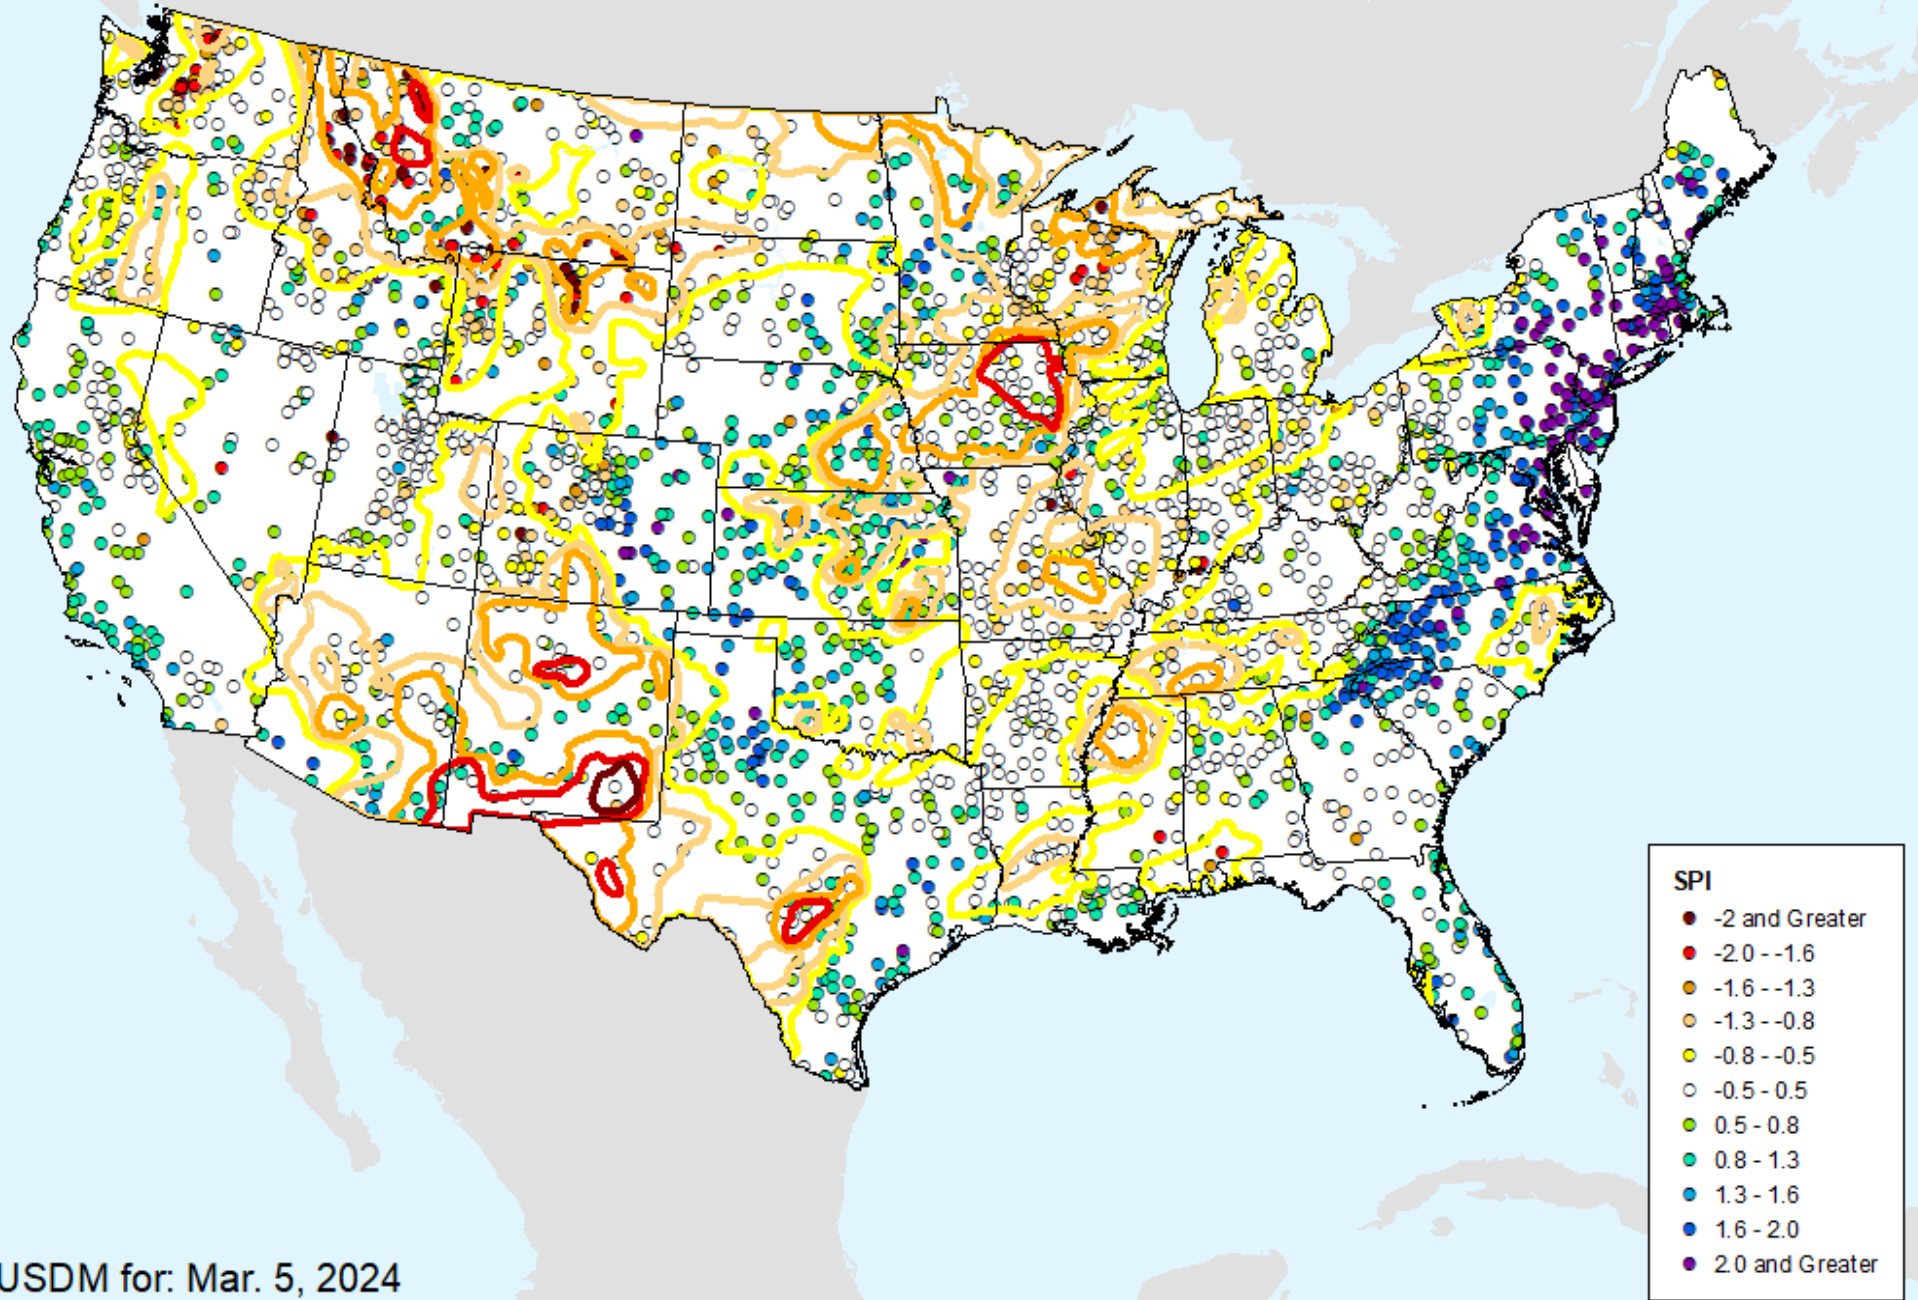 SPI
-2 and Greater
-2.0 - -1.6
-1.6 - -1.3
-1.3 - -0.8
-0.8 - -0.5
-0.5 - 0.5
0.5 - 0.8
0.8 - 1.3
1.3 - 1.6
1.6 - 2.0
2.0 and Greater
USDM for: Mar. 5, 2024